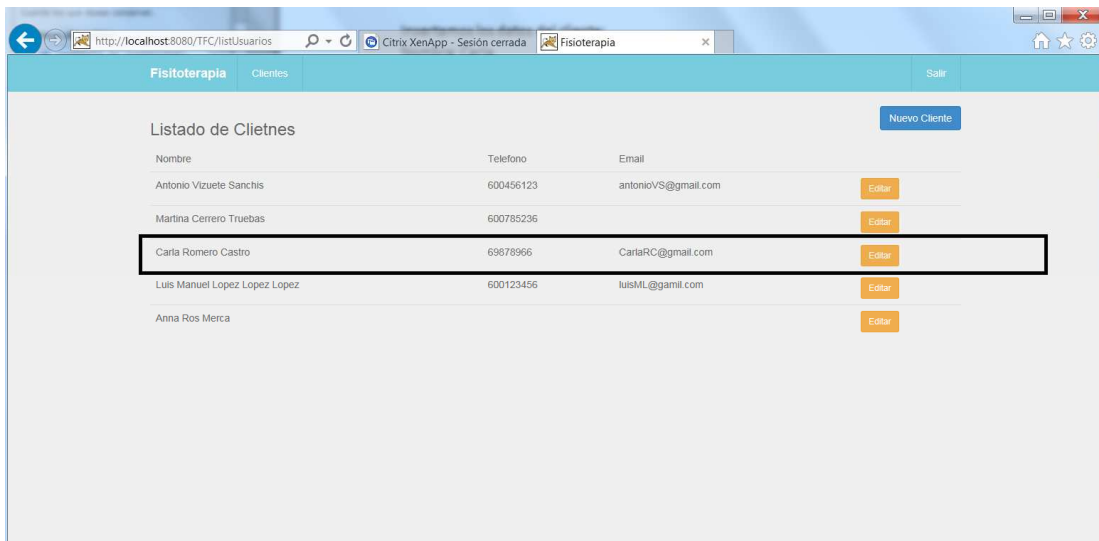 http://localhost:8080/TFC/listUsuarios Citrix XenApp - Sesión cerrada Fisioterapia
Fisitoterapia Clientes Salir
Nuevo Cliente
Listado de Clietnes
Nombre Telefono Email
Antonio Vizuete Sanchis 600456123 antonioVS@gmail.com Editar
Martina Cerrero Truebas 600785236 Editar
Carla Romero Castro 69878966 CarlaRC@gmail.com Editar
Luis Manuel Lopez Lopez Lopez 600123456 luisML@gamil.com Editar
Anna Ros Merca Editar